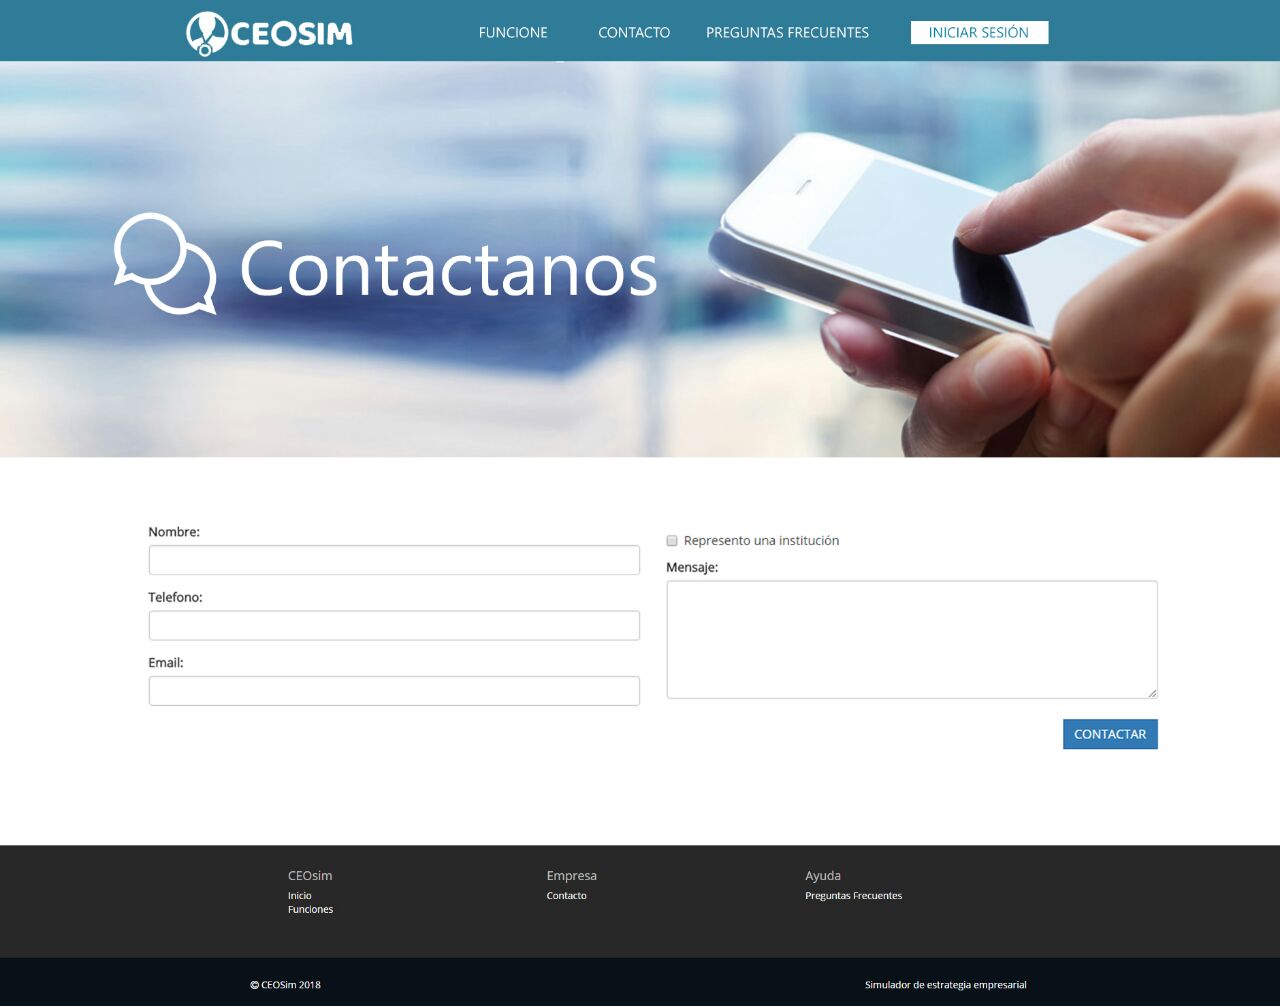 CEOSIM
FUNCIONE
CONTACTO
PREGUNTAS FRECUENTES
INICIAR SESIÓN
Contactanos
Nombre:
Telefono:
Email:
Represento una institución
Mensaje:
CONTACTAR
CEOsim
Inicio
Funciones
Empresa
Contacto
Ayuda
Preguntas Frecuentes
© CEOSim 2018
Simulador de estrategia empresarial